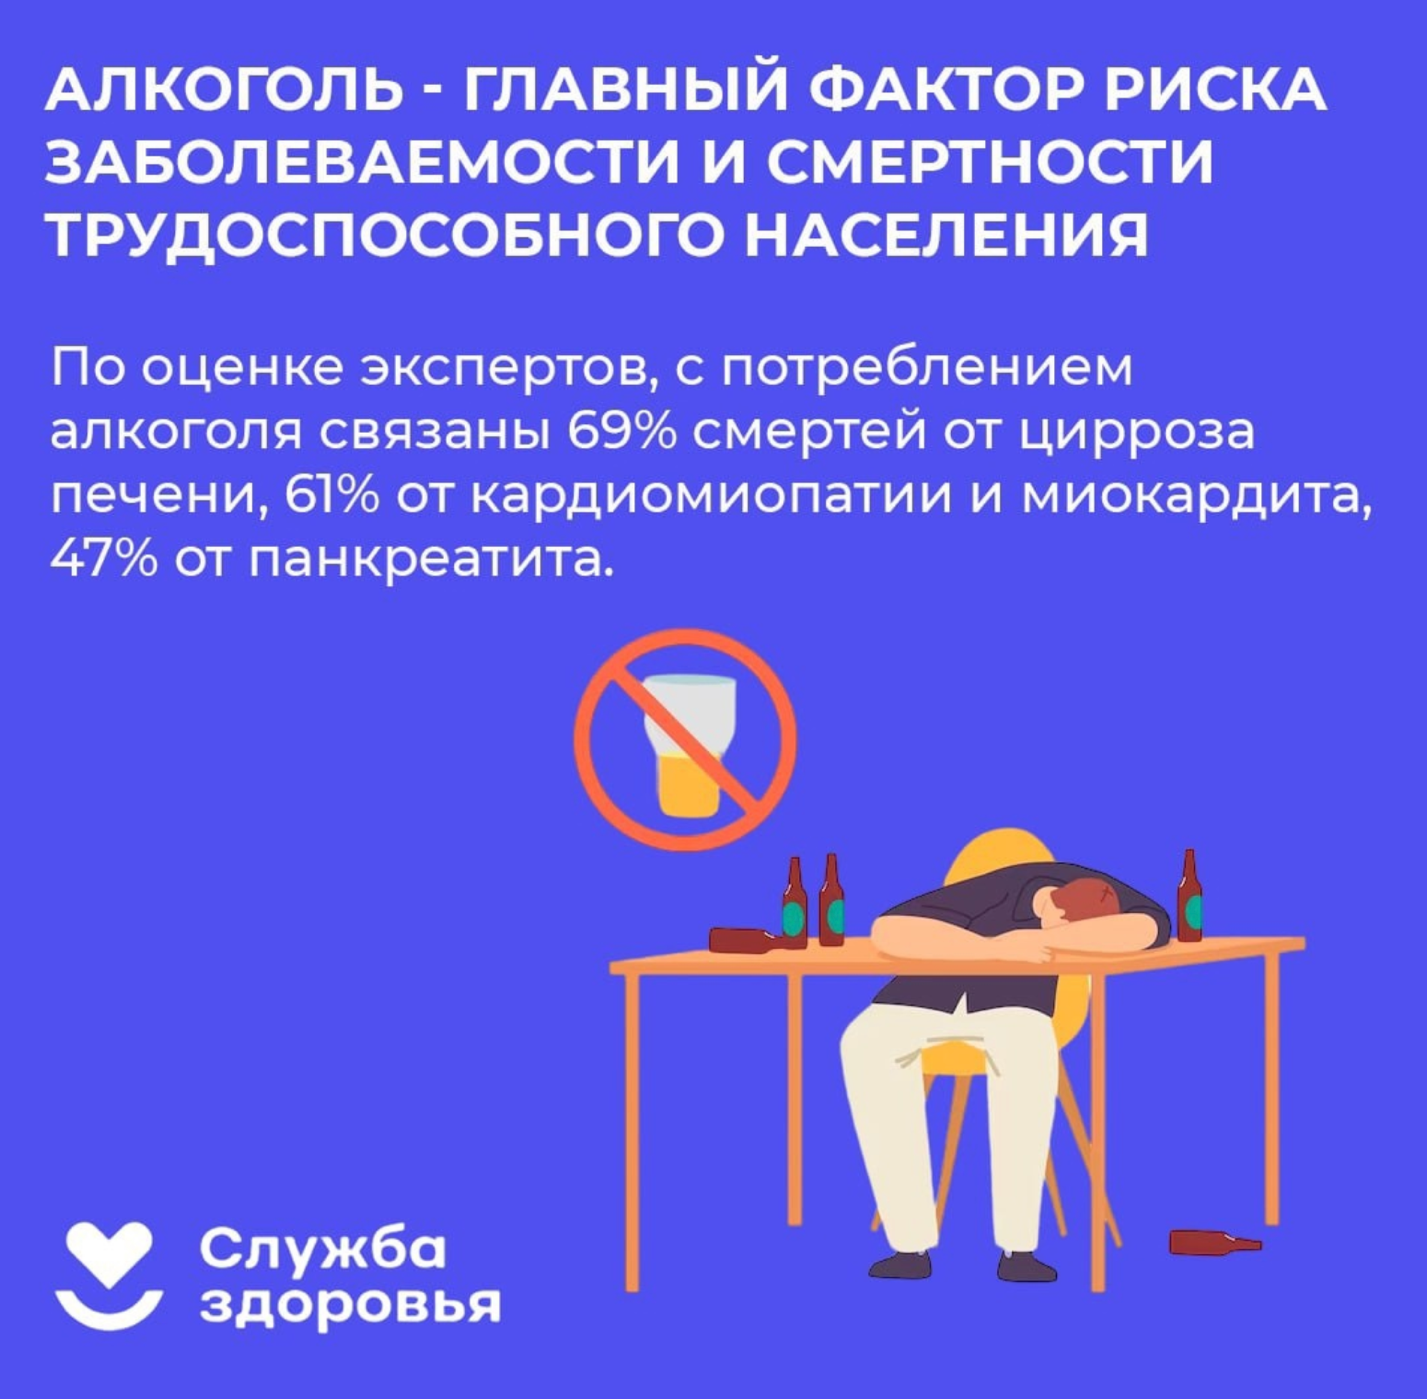 АЛКОГОЛЬ - ГЛАВНЫЙ ФАКТОР РИСКА
ЗАБОЛЕВАЕМОСТИ И СМЕРТНОСТИ
ТРУДОСПОСОБНОГО НАСЕЛЕНИЯ
По оценке экспертов, с потреблением
алкоголя связаны 69% смертей от цирроза
печени, 61% от кардиомиопатии и миокардита,
47% от панкреатита.
Служба
здоровья